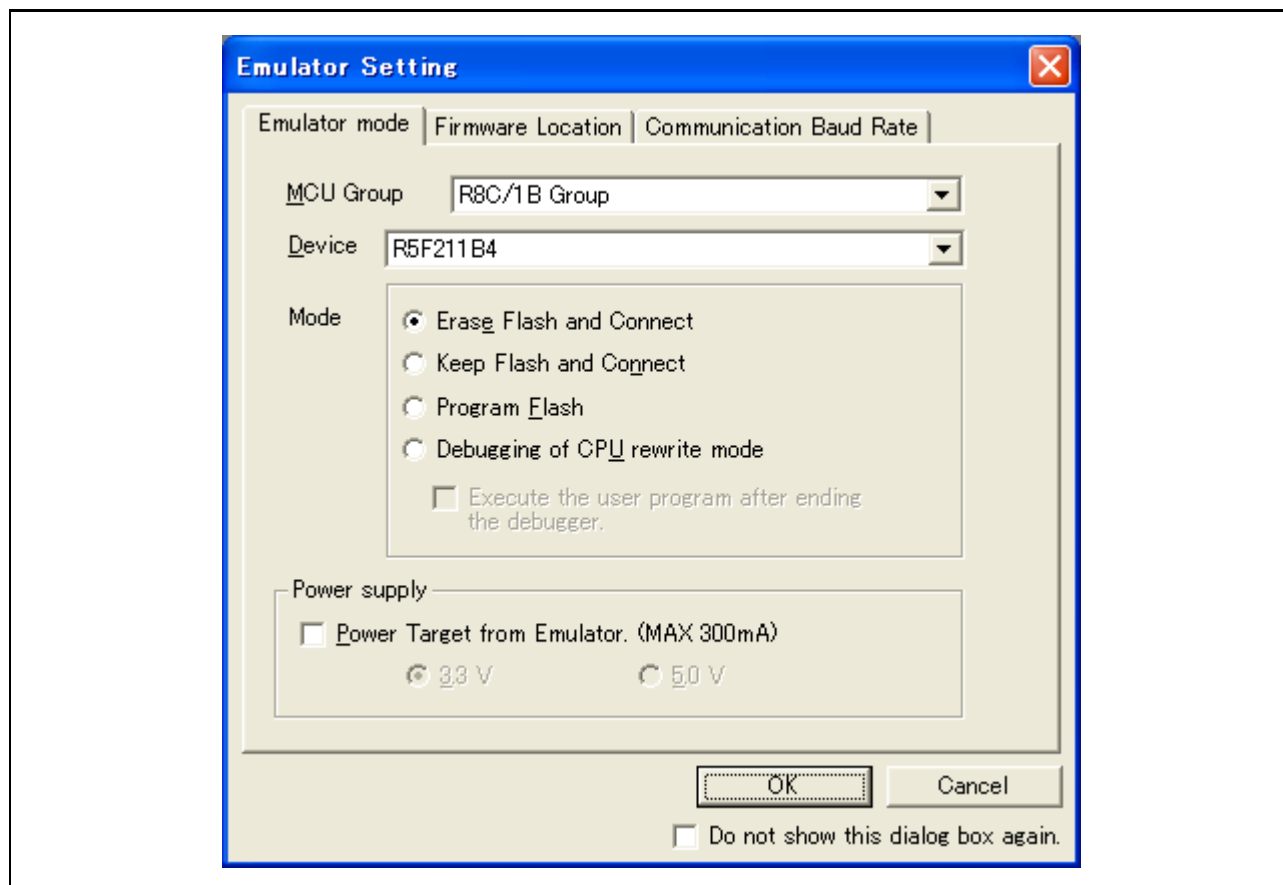 Emulator Setting
Emulator mode
Firmware Location
Communication Baud Rate
MCU Group
R8C/1B Group
Device
R5F211B4
Mode
Erase Flash and Connect
Keep Flash and Connect
Program Flash
Debugging of CPU rewrite mode
Execute the user program after ending
the debugger.
Power supply
Power Target from Emulator. (MAX 300mA)
3.3 V
5.0 V
OK
Cancel
Do not show this dialog box again.